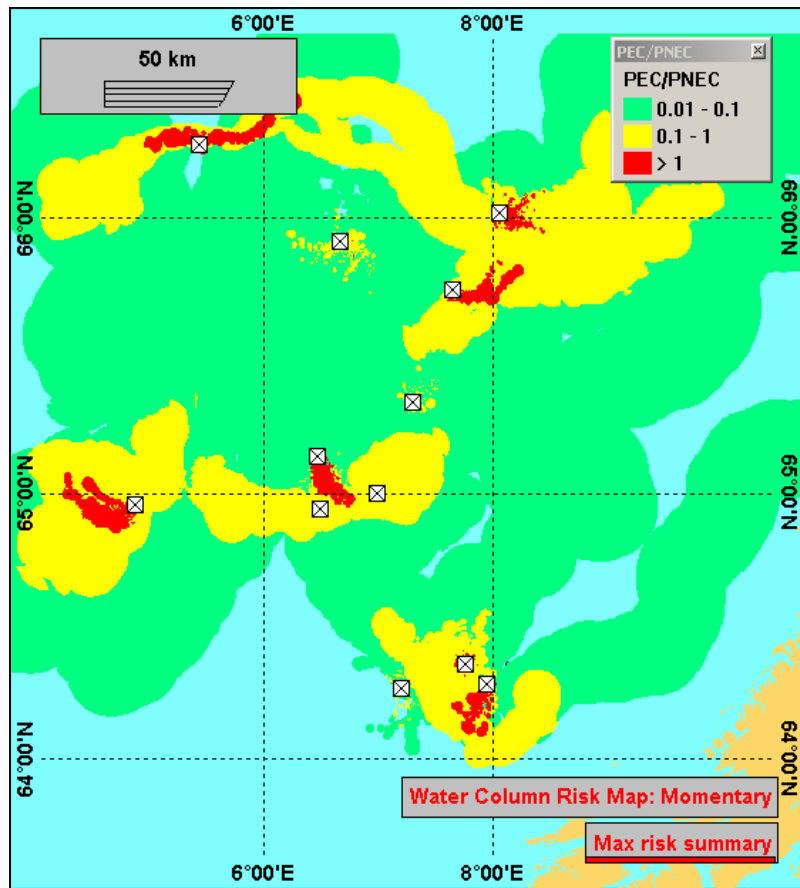 6°00'E 8°00'E
50 km
PEC/PNEC
PEC/PNEC
0.01 - 0.1
0.1 - 1
> 1
66°00'N 66°00'N
65°00'N 65°00'N
64°00'N 64°00'N
Water Column Risk Map: Momentary
Max risk summary
6°00'E 8°00'E